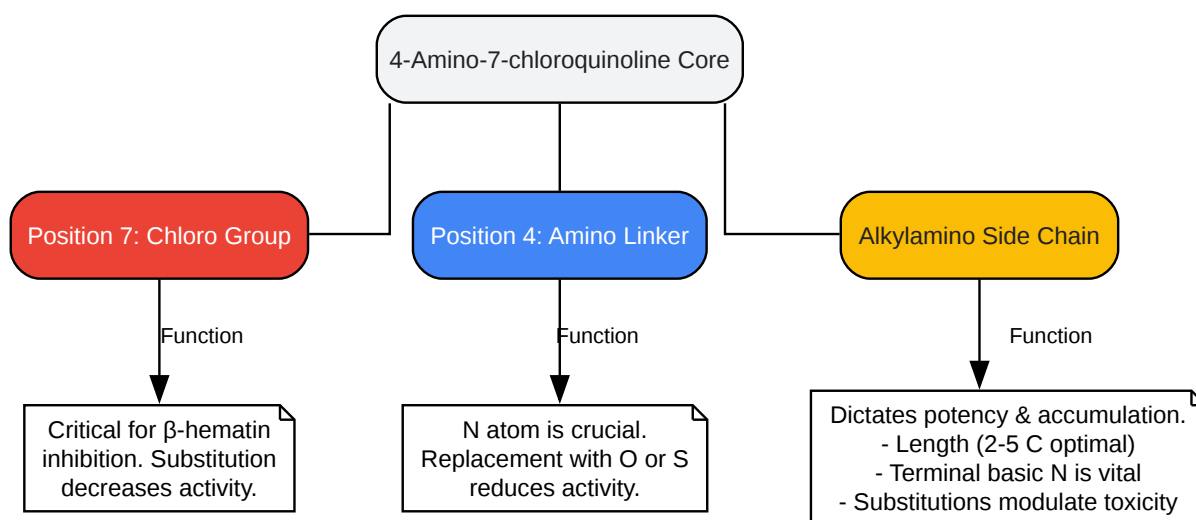 4-Amino-7-chloroquinoline Core
Position 7: Chloro Group
Position 4: Amino Linker
Alkylamino Side Chain
Function
Function
Function
Critical for β-hematin
inhibition. Substitution
decreases activity.
N atom is crucial.
Replacement with O or S
reduces activity.
Dictates potency & accumulation.
- Length (2-5 C optimal)
- Terminal basic N is vital
- Substitutions modulate toxicity